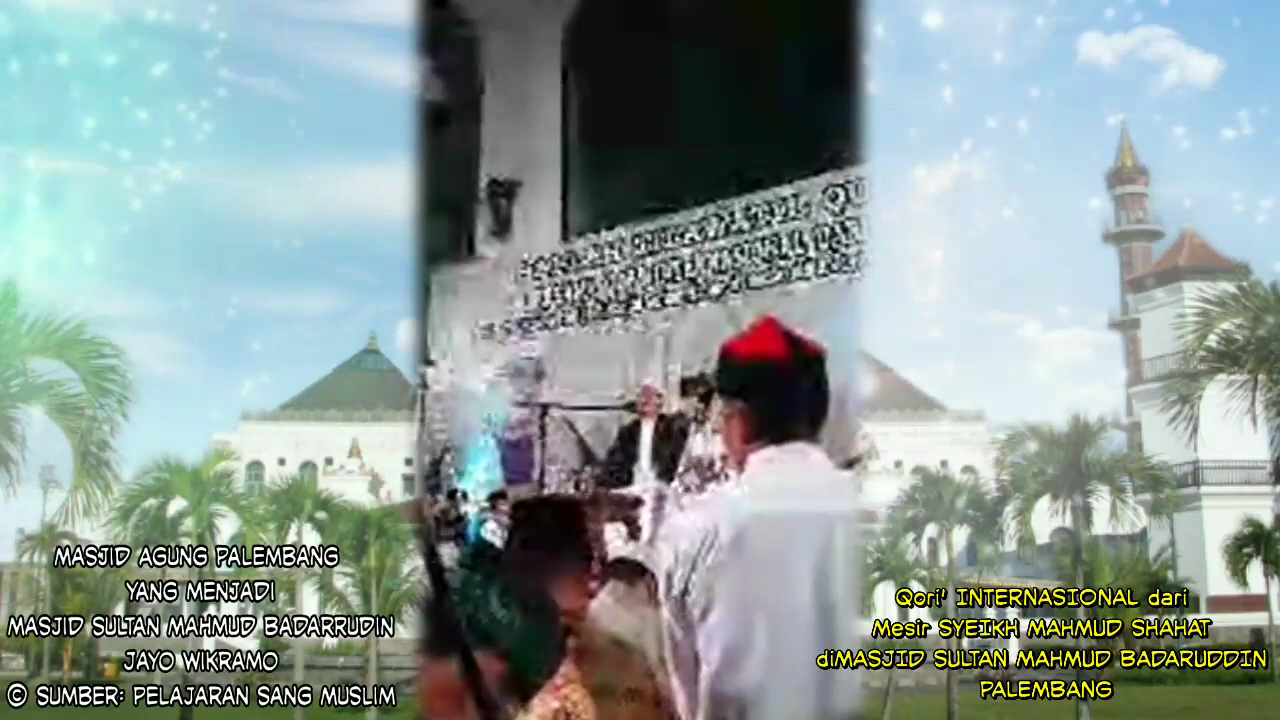 MASJID AGUNG PALEMBANG
YANG MENJADI
MASJID SULTAN MAHMUD BADARRUDIN
JAYO WIKRAMO
© SUMBER: PELAJARAN SANG MUSLIM
Qori' INTERNASIONAL dari
Mesir SYEIKH MAHMUD SHAHAT
diMASJID SULTAN MAHMUD BADARUDDIN
PALEMBANG